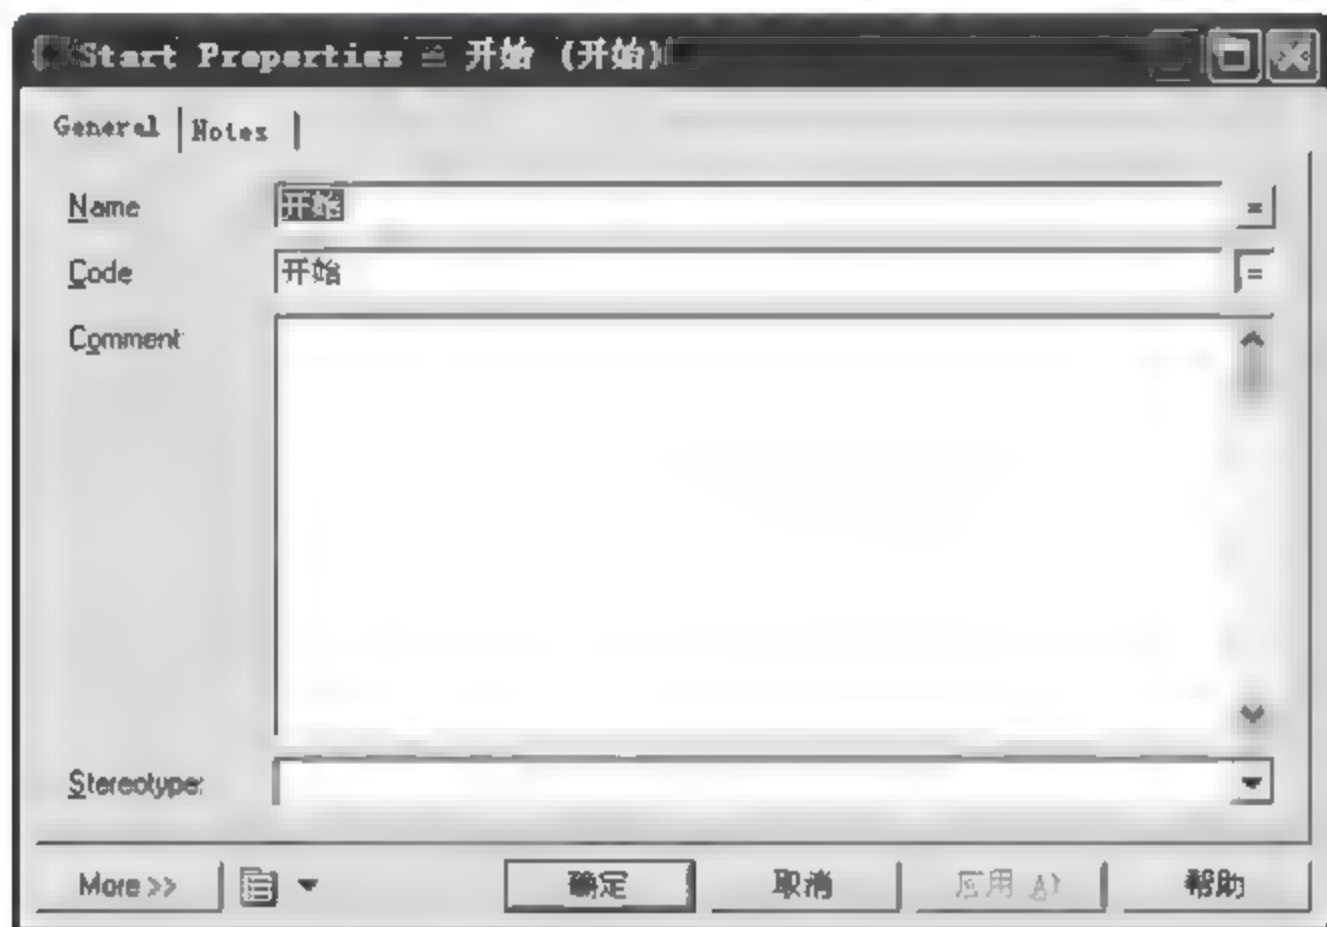 Start Properties - 开始 (开始)
General Notes
Name 开始 =
Code 开始 =
Comment:
Stereotype:
More >> 确定 取消 应用(A) 帮助